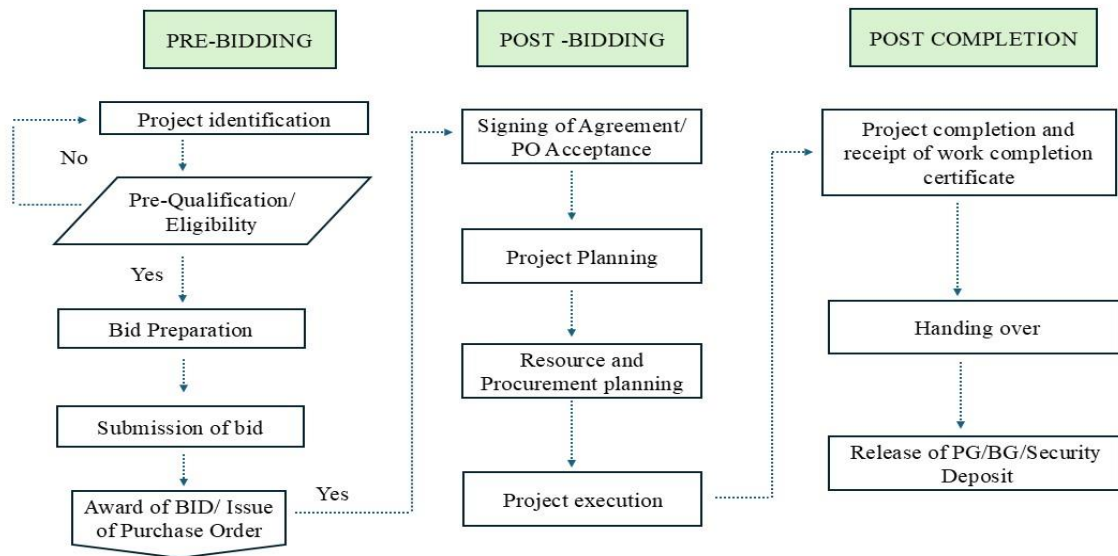 PRE-BIDDING
Project identification
No
Pre-Qualification/
Eligibility
Yes
Bid Preparation
Submission of bid
Award of BID/ Issue
of Purchase Order
Yes
POST -BIDDING
Signing of Agreement/
PO Acceptance
Project Planning
Resource and
Procurement planning
Project execution
POST COMPLETION
Project completion and
receipt of work completion
certificate
Handing over
Release of PG/BG/Security
Deposit